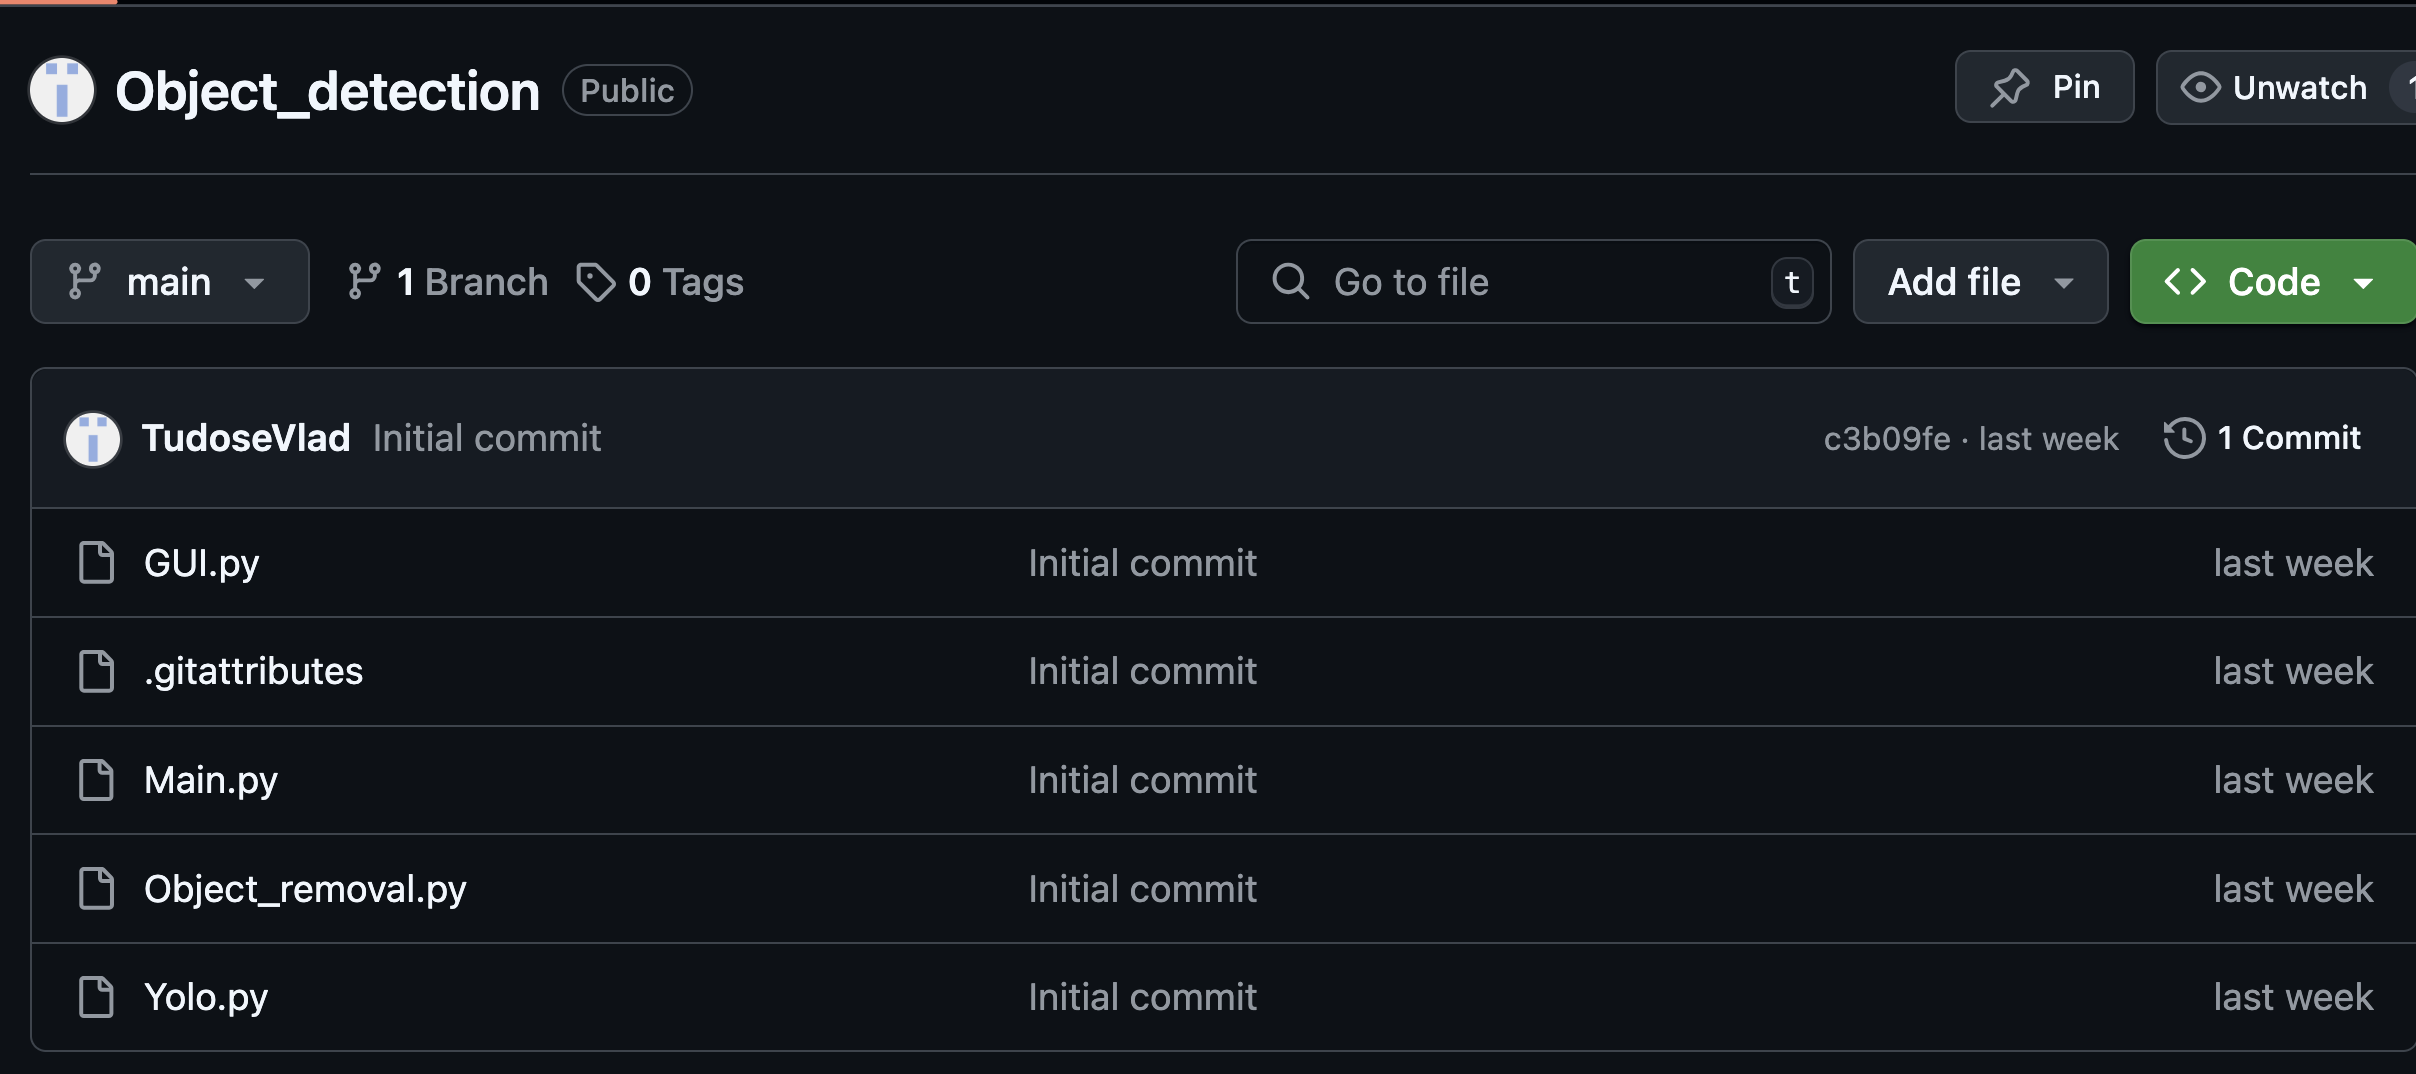 Object_detection Public Pin Unwatch 1
main 1 Branch 0 Tags Go to file t Add file Code
TudoseVlad Initial commit c3b09fe · last week 1 Commit
GUI.py Initial commit last week
.gitattributes Initial commit last week
Main.py Initial commit last week
Object_removal.py Initial commit last week
Yolo.py Initial commit last week